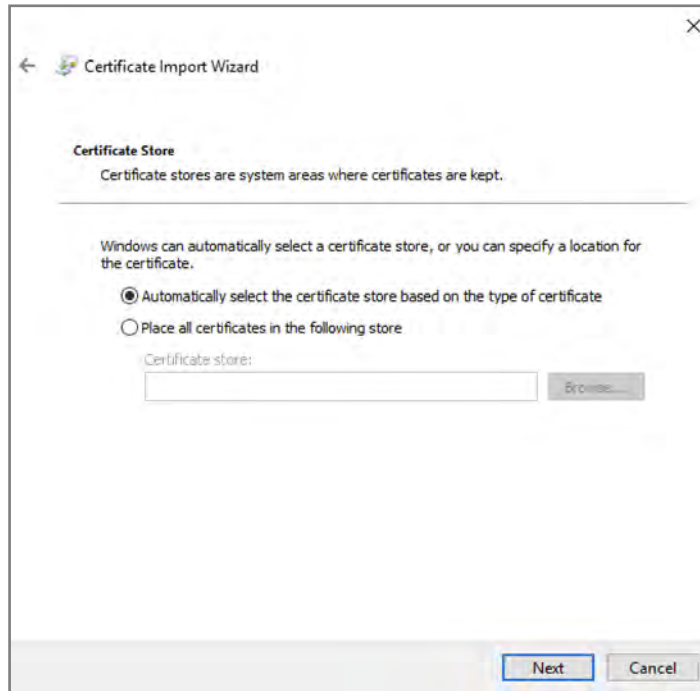 Certificate Import Wizard
Certificate Store
Certificate stores are system areas where certificates are kept.
Windows can automatically select a certificate store, or you can specify a location for
the certificate.
Automatically select the certificate store based on the type of certificate
Place all certificates in the following store
Certificate store:
Browse...
Next
Cancel